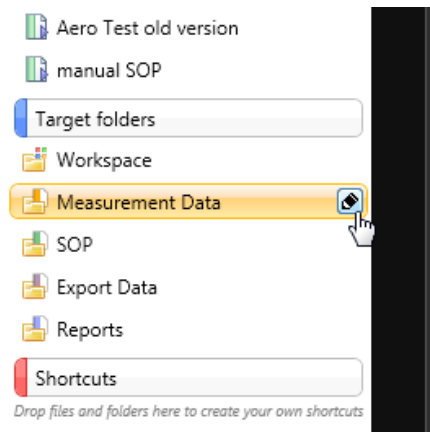 Aero Test old version
manual SOP
Target folders
Workspace
Measurement Data
SOP
Export Data
Reports
Shortcuts
Drop files and folders here to create your own shortcuts